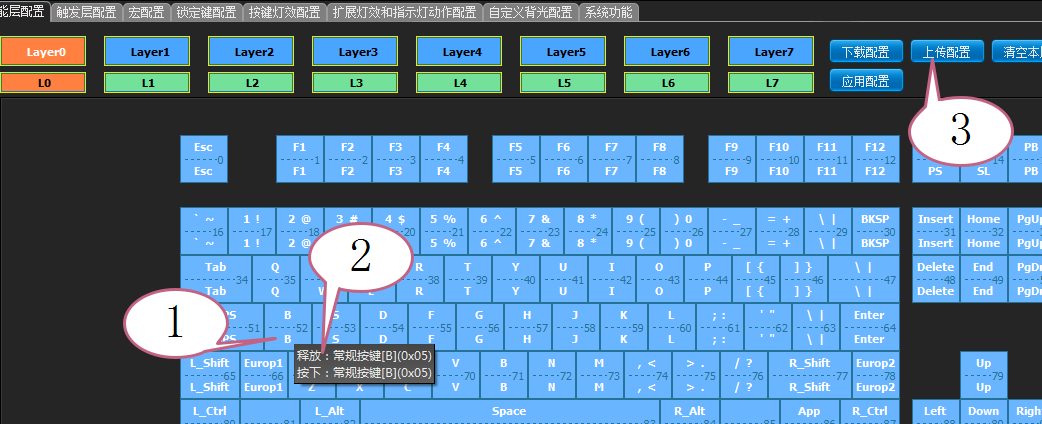 能层配置 触发层配置 宏配置 锁定键配置 按键灯效配置 扩展灯效和指示灯动作配置 自定义背光配置 系统功能
Layer0 Layer1 Layer2 Layer3 Layer4 Layer5 Layer6 Layer7 下载配置 上传配置 清空本
L0 L1 L2 L3 L4 L5 L6 L7 应用配置
3
Esc F1 F2 F3 F4 F5 F6 F7 F8 F9 F10 F11 F12 PB
0 1 2 3 4 5 6 7 8 9 10 11 12 14
Esc F1 F2 F3 F4 F5 F6 F7 F8 F9 F10 F11 F12 PS SL PB
` ~ 1 ! 2 @ 3 # 4 $ 5 % 6 ^ 7 & 8 * 9 ( ) 0 - _ = + \ | BKSP Insert Home PgUp
16 17 18 20 21 22 23 24 25 26 27 28 29 30 31 32
` ~ 1 ! 2 @ 5 % 6 ^ 7 & 8 * 9 ( ) 0 - _ = + \ | BKSP Insert Home PgUp
2
Tab Q R T Y U I O P [ { ] } \ | Delete End PgDn
34 35 38 39 40 41 42 43 44 45 46 47 48 49
Tab Q R T Y U I O P [ { ] } \ | Delete End PgDn
1
PS B S D F G H J K L ; : ' " \ | Enter
51 52 53 54 55 56 57 58 59 60 61 62 63 64
PS B S D F G H J K L ; : ' " \ | Enter
释放：常规按键[B](0x05)
按下：常规按键[B](0x05)
L_Shift Europ1 V B N M , < > . / ? R_Shift Europ2 Up
65 66 70 71 72 73 74 75 76 77 78 79
L_Shift Europ1 Z X C V B N M , < > . / ? R_Shift Europ2 Up
L_Ctrl L_Alt Space R_Alt App R_Ctrl Left Down Righ